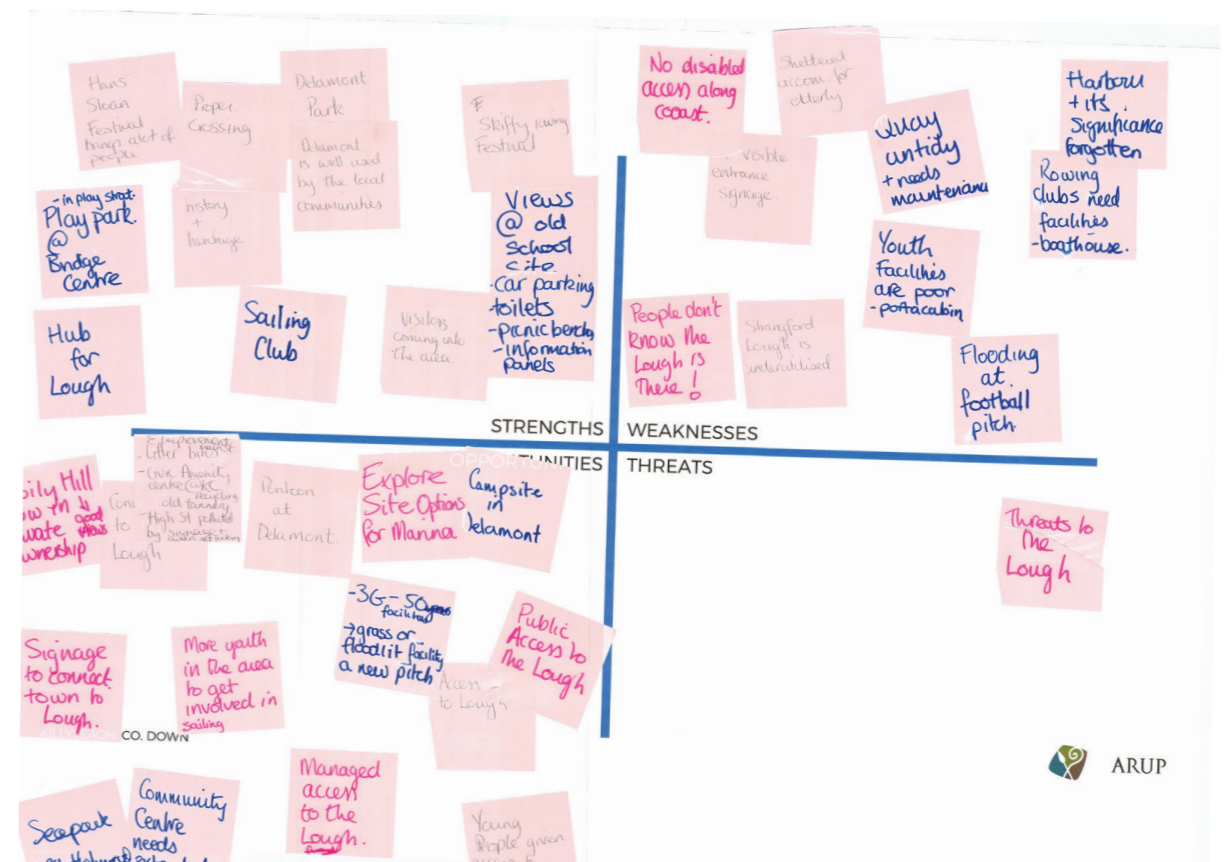 Hans
Sloan
Festival
brings alot of
people
Proper
Crossing
Delamont
Park
Delamont
is well used
by the local
communities
Skiffy rowing
Festival
- in play strat.
Play park
@
Bridge
Centre
history
+
heritage
Views
@ old
school
site
- car parking
- toilets
- picnic benches
- information
panels
Hub
for
Lough
Sailing
Club
Visitors
coming into
the area
STRENGTHS
No disabled
access along
coast.
Sheltered
accom. for
elderly
visible
entrance
signage
Quay
untidy
+ needs
maintenance
Harbour
+ its
Significance
forgotten
Rowing
clubs need
facilities
- boathouse.
Youth
Facilities
are poor
- portacabin
People don't
know the
Lough is
There!
Strangford
Lough is
underutilised
Flooding
at
football
pitch.
WEAKNESSES
OPPORTUNITIES
Hill
ownership
to
Lough
- Litter bins
- Civic Amenity
centre
recycling
old tannery
- High St polluted
by signage +
Pontoon
at
Delamont.
Explore
Site Options
for Marina
Campsite
in
Delamont
- 3G - 50
facilities
→ grass or
floodlit facility
a new pitch
Public
Access to
the Lough
Access
to Lough
Signage
to connect
town to
Lough.
More youth
in the area
to get
involved in
sailing
KILLYLEAGH, CO. DOWN
Managed
access
to the
Lough.
Community
Centre
needs
Young
People given
THREATS
Threats to
the
Lough
ARUP